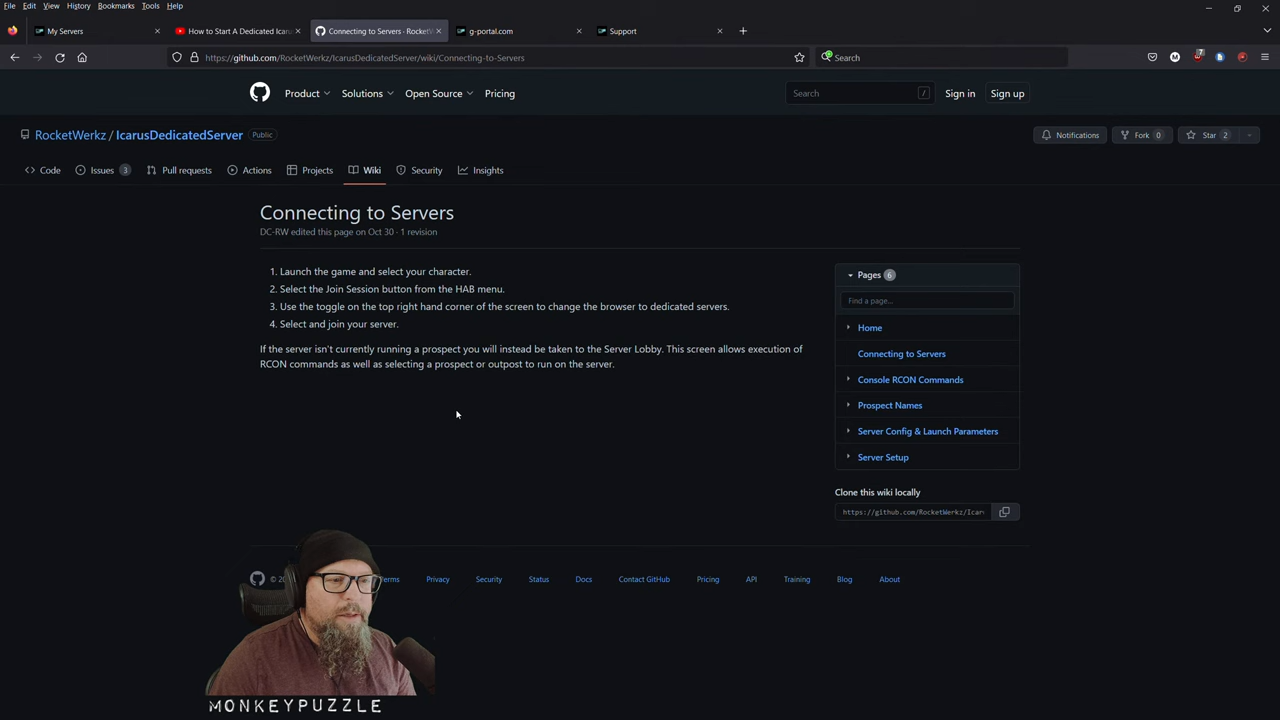 File Edit View History Bookmarks Tools Help
My Servers
How to Start A Dedicated Icar
Connecting to Servers · RocketW
g-portal.com
Support
https://github.com/RocketWerkz/IcarusDedicatedServer/wiki/Connecting-to-Servers
Search
7
Product
Solutions
Open Source
Pricing
Search /
Sign in
Sign up
RocketWerkz / IcarusDedicatedServer Public
Notifications
Fork 0
Star 2
Code
Issues 3
Pull requests
Actions
Projects
Wiki
Security
Insights
Connecting to Servers
DC-RW edited this page on Oct 30 · 1 revision
1. Launch the game and select your character.
2. Select the Join Session button from the HAB menu.
3. Use the toggle on the top right hand corner of the screen to change the browser to dedicated servers.
4. Select and join your server.
If the server isn't currently running a prospect you will instead be taken to the Server Lobby. This screen allows execution of
RCON commands as well as selecting a prospect or outpost to run on the server.
Pages 6
Find a page...
Home
Connecting to Servers
Console RCON Commands
Prospect Names
Server Config & Launch Parameters
Server Setup
Clone this wiki locally
https://github.com/RocketWerkz/Icar
© 2
Terms
Privacy
Security
Status
Docs
Contact GitHub
Pricing
API
Training
Blog
About
MONKEYPUZZLE